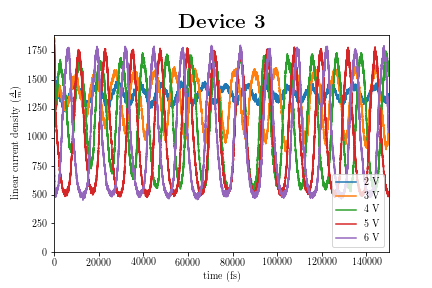 Device 3
linear current density (A/m)
1750
1500
1250
1000
750
500
250
0
0 20000 40000 60000 80000 100000 120000 140000
time (fs)
2 V
3 V
4 V
5 V
6 V